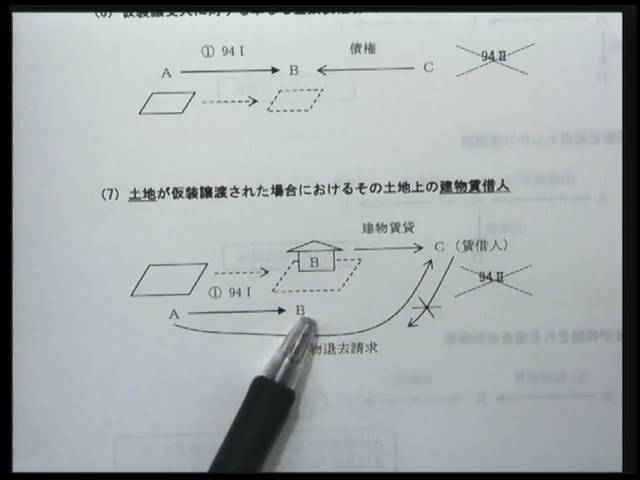 ① 94 I
債権
A
B
C
94 II
(7) 土地が仮装譲渡された場合におけるその土地上の建物賃借人
建物賃貸
B
C (賃借人)
① 94 I
94 II
A
B
物退去請求